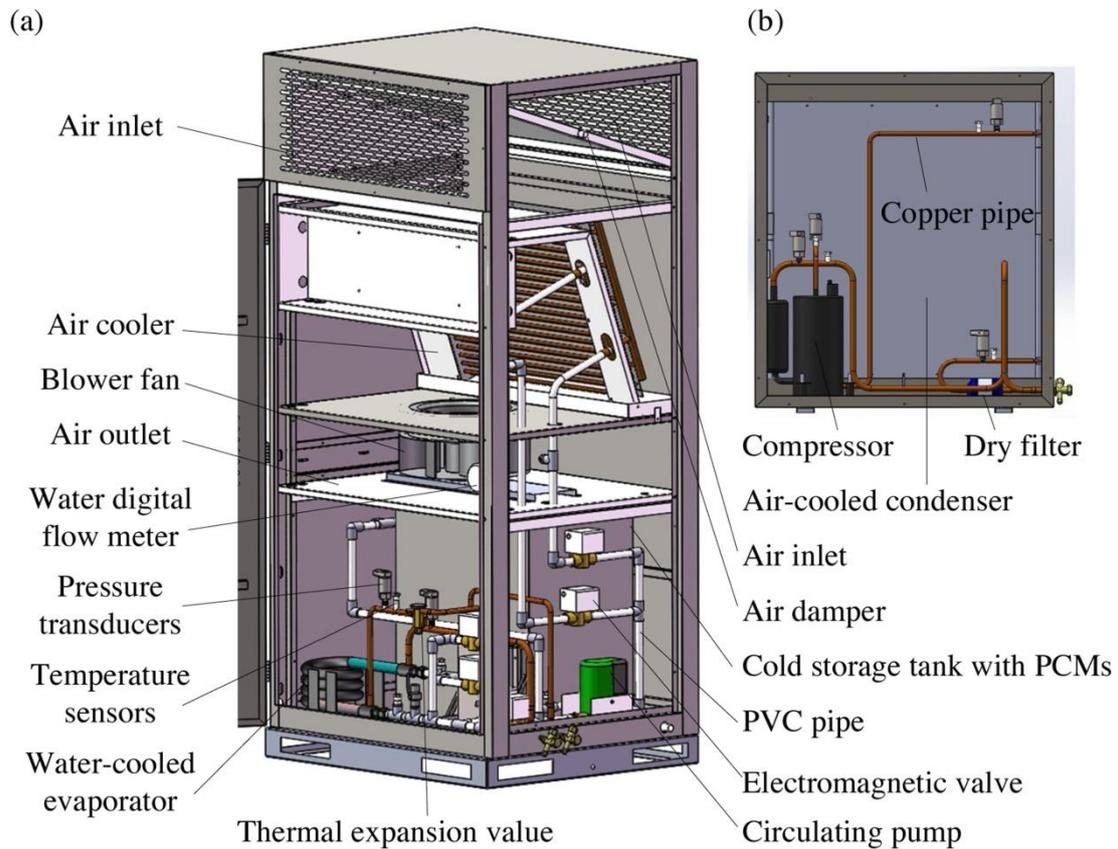 (a)
(b)
Air inlet
Air cooler
Blower fan
Air outlet
Water digital
flow meter
Pressure
transducers
Temperature
sensors
Water-cooled
evaporator
Thermal expansion value
Copper pipe
Compressor
Dry filter
Air-cooled condenser
Air inlet
Air damper
Cold storage tank with PCMs
PVC pipe
Electromagnetic valve
Circulating pump